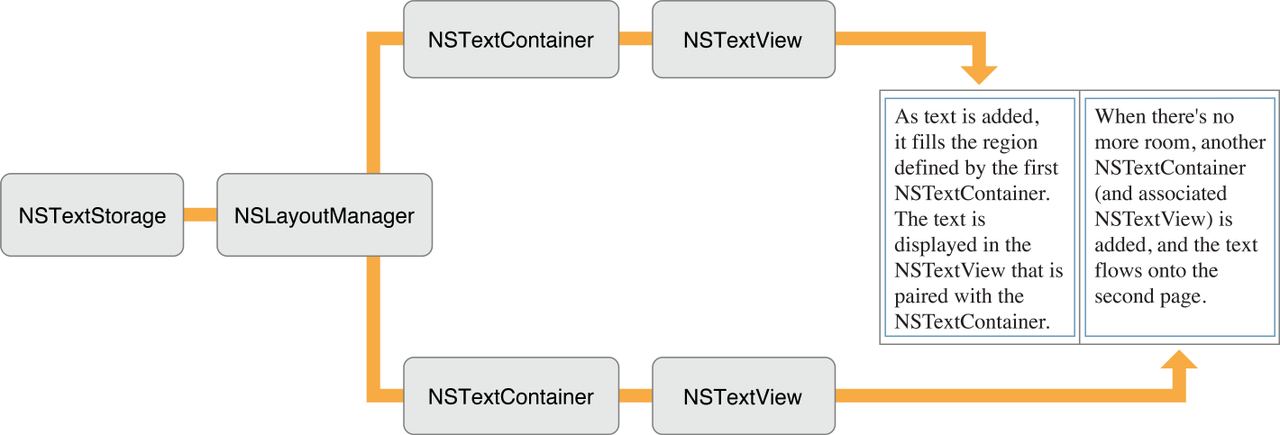 NSTextContainer
NSTextView
NSTextStorage
NSLayoutManager
As text is added,
it fills the region
defined by the first
NSTextContainer.
The text is
displayed in the
NSTextView that is
paired with the
NSTextContainer.
When there's no
more room, another
NSTextContainer
(and associated
NSTextView) is
added, and the text
flows onto the
second page.
NSTextContainer
NSTextView